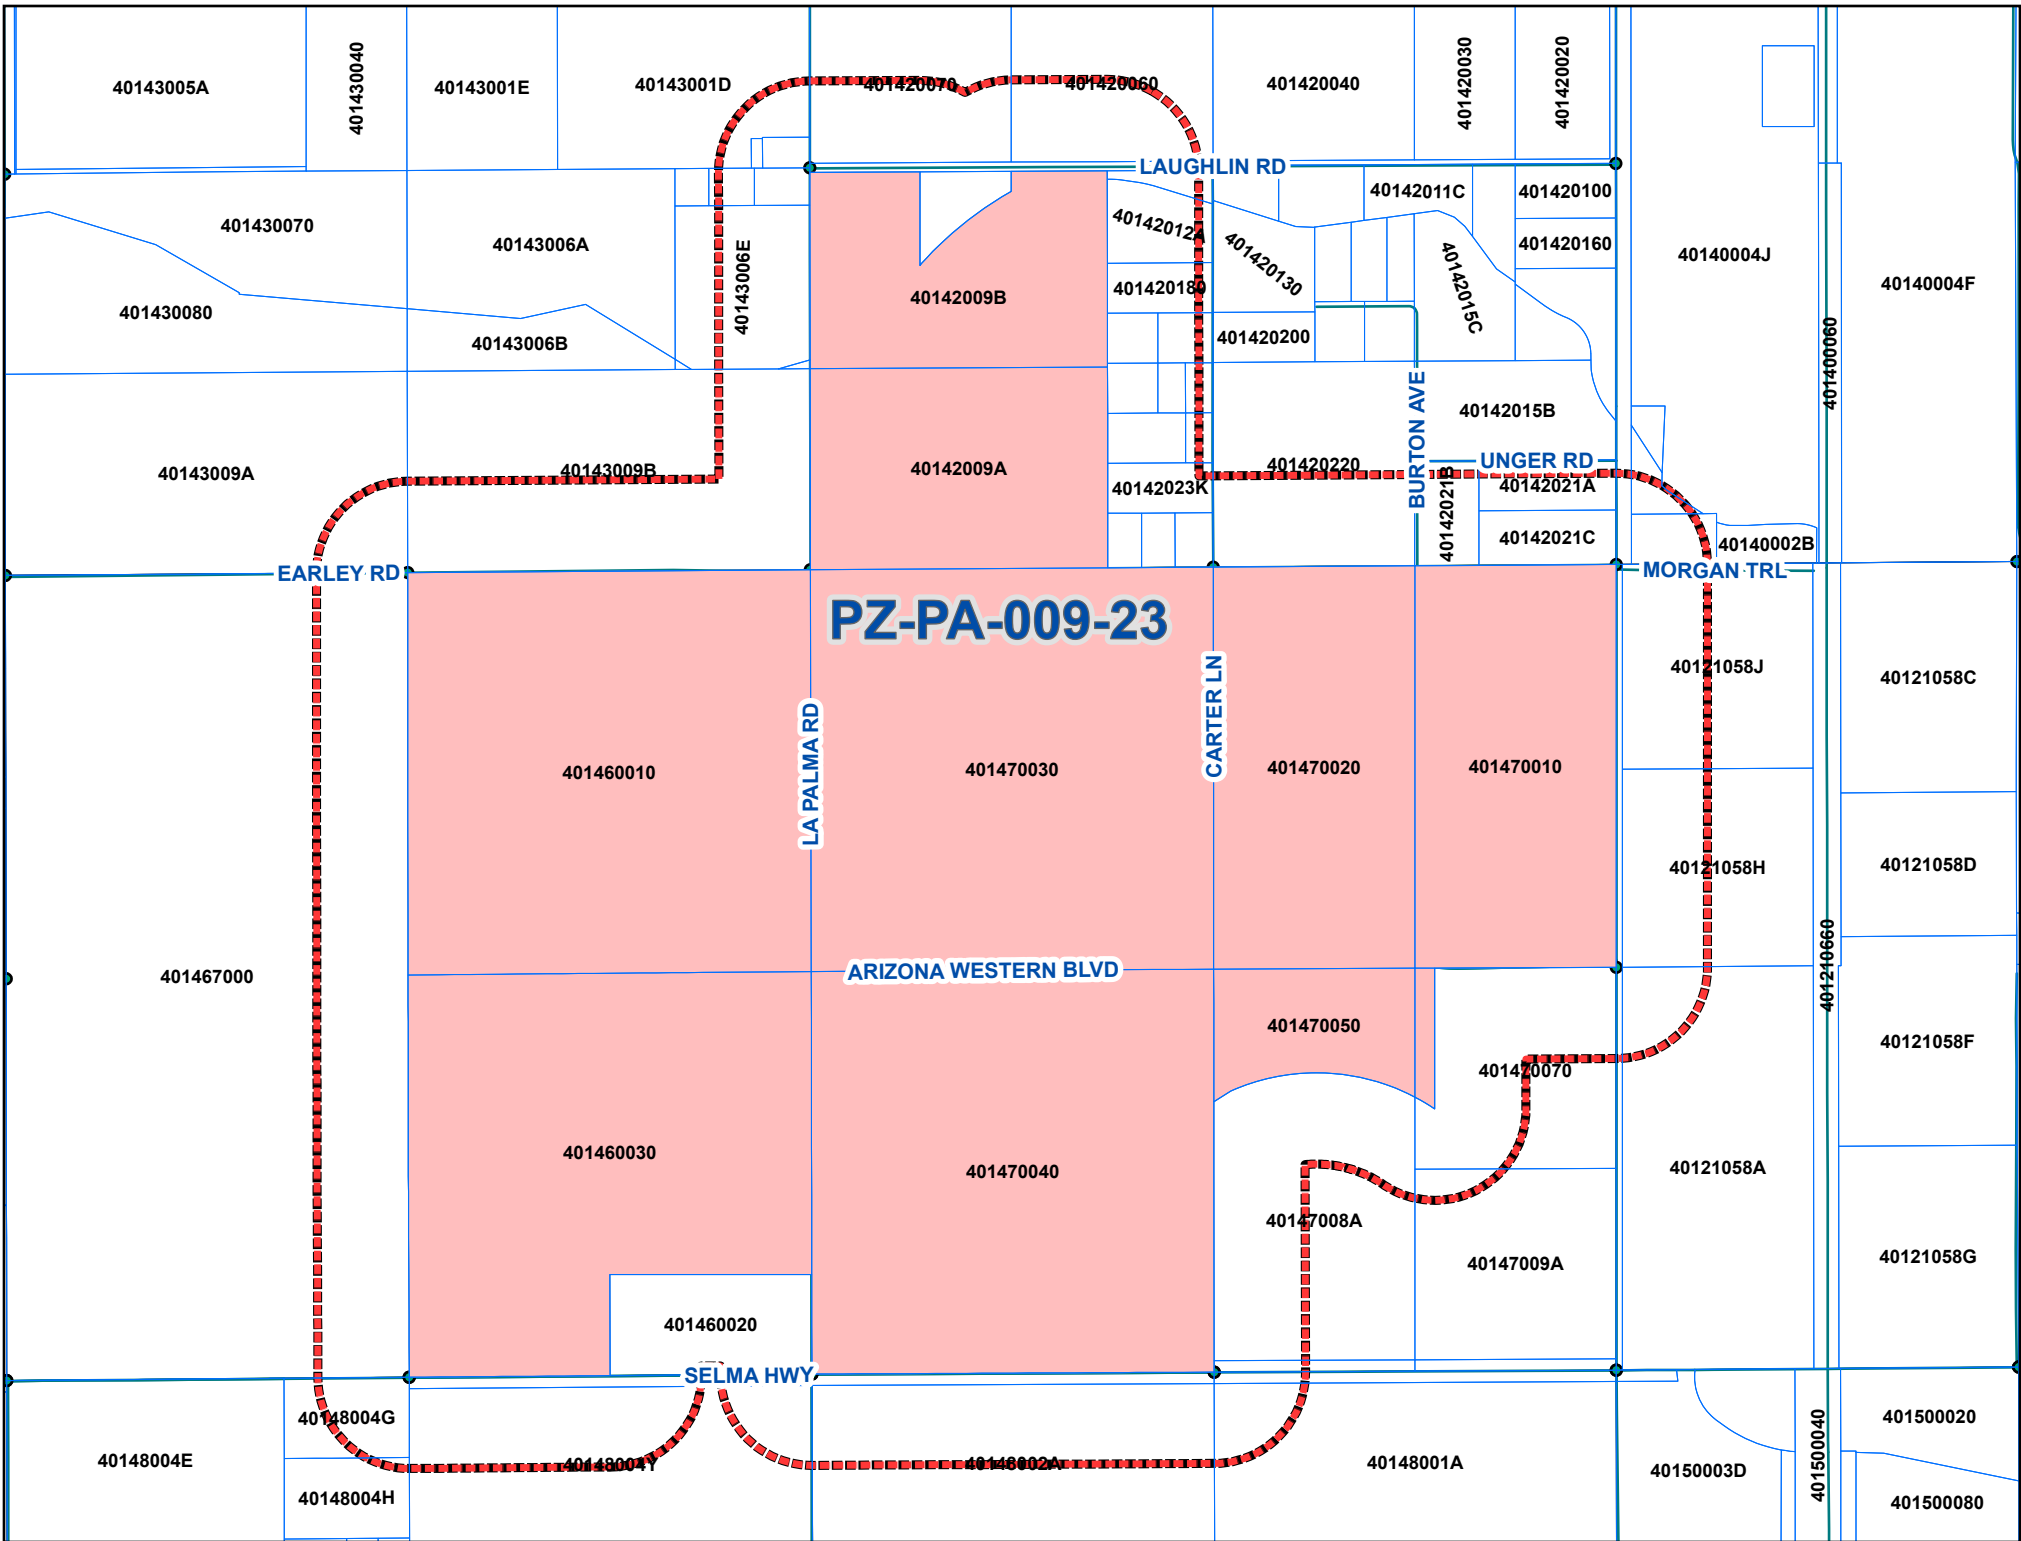 40143005A
401430040
40143001E
40143001D
401420070
401420060
401420040
401420030
401420020
LAUGHLIN RD
401430070
40143006A
40143006E
40142012A
401420130
40142011C
401420100
401420160
40142015C
40140004J
40140004F
401430080
40143006B
40142009B
401420180
401420200
401400060
40143009A
40143009B
40142009A
40142023K
401420220
BURTON AVE
40142015B
UNGER RD
40142021B
40142021A
40142021C
40140002B
EARLEY RD
MORGAN TRL
PZ-PA-009-23
40121058J
40121058C
LA PALMA RD
CARTER LN
401460010
401470030
401470020
401470010
40121058H
40121058D
401467000
ARIZONA WESTERN BLVD
401210660
401470050
401470070
40121058F
401460030
401470040
40121058A
40147008A
40147009A
40121058G
401460020
SELMA HWY
40148004G
40148004E
40148004Y
40148002A
40148001A
40150003D
401500040
401500020
40148004H
401500080